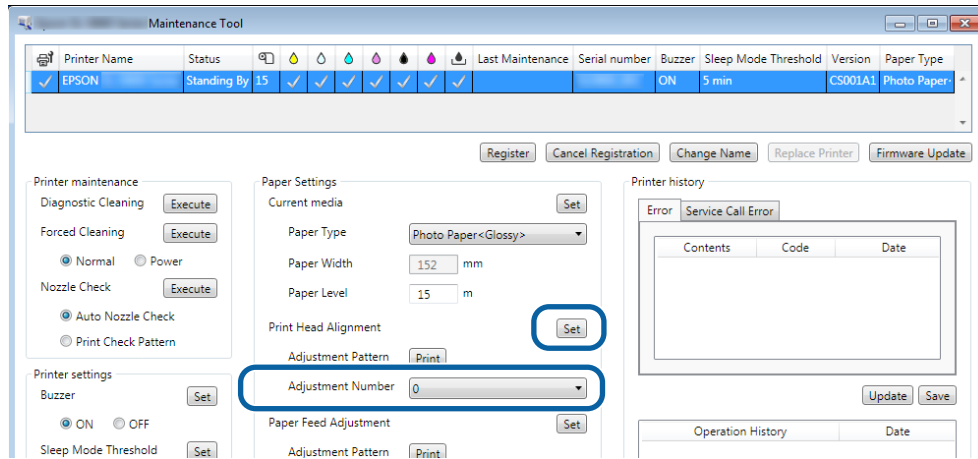 Maintenance Tool
Printer Name Status Last Maintenance Serial number Buzzer Sleep Mode Threshold Version Paper Type
EPSON Standing By 15 ON 5 min CS001A1 Photo Paper
Register Cancel Registration Change Name Replace Printer Firmware Update
Printer maintenance
Diagnostic Cleaning Execute
Forced Cleaning Execute
Normal Power
Nozzle Check Execute
Auto Nozzle Check
Print Check Pattern
Printer settings
Buzzer Set
ON OFF
Sleep Mode Threshold Set
Paper Settings
Current media Set
Paper Type Photo Paper<Glossy>
Paper Width 152 mm
Paper Level 15 m
Print Head Alignment Set
Adjustment Pattern Print
Adjustment Number 0
Paper Feed Adjustment Set
Adjustment Pattern Print
Printer history
Error Service Call Error
Contents Code Date
Update Save
Operation History Date